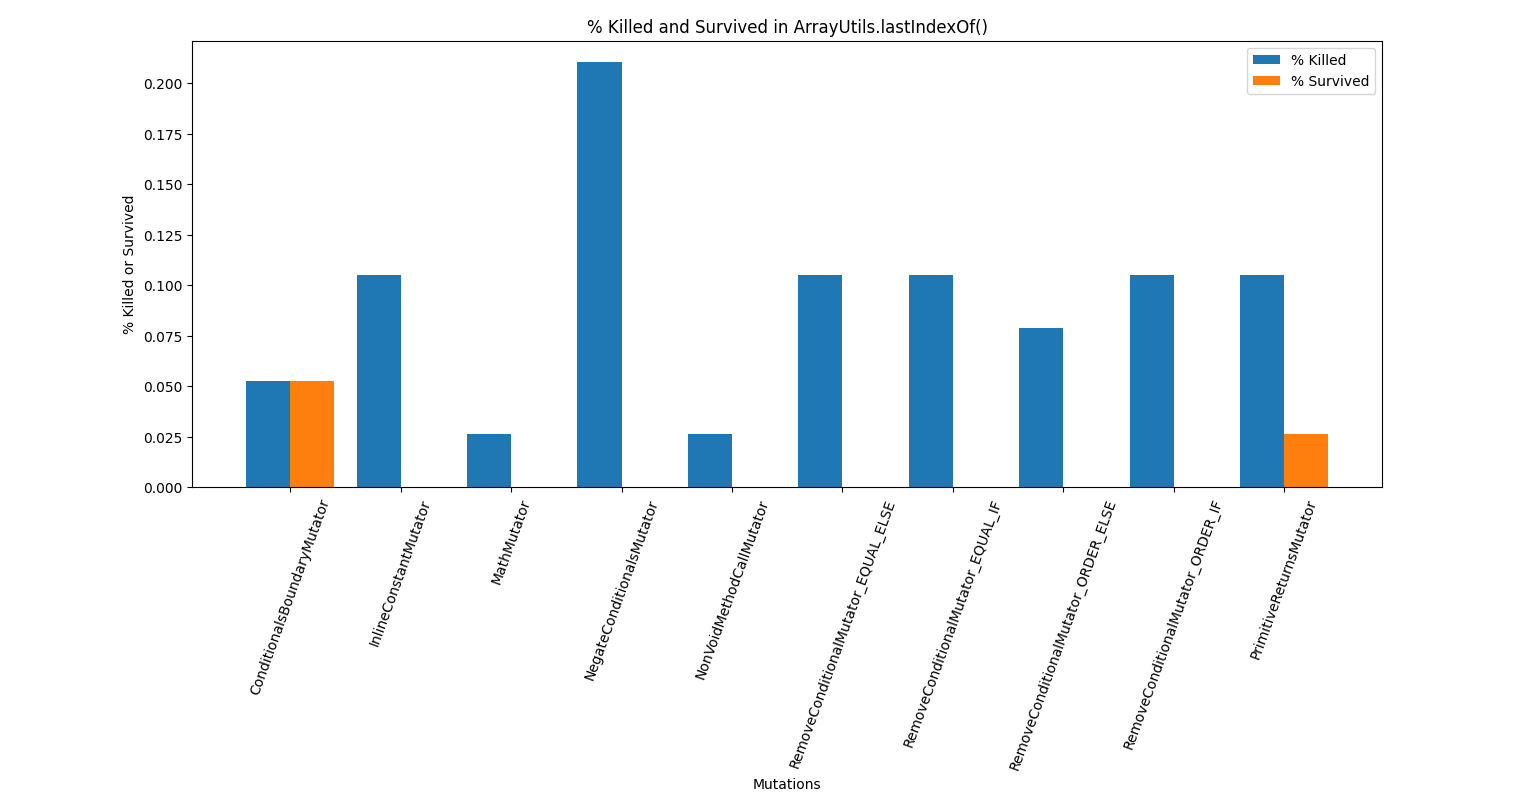 % Killed and Survived in ArrayUtils.lastIndexOf()
% Killed
% Survived
% Killed or Survived
0.200
0.175
0.150
0.125
0.100
0.075
0.050
0.025
0.000
ConditionalsBoundaryMutator
InlineConstantMutator
MathMutator
NegateConditionalsMutator
NonVoidMethodCallMutator
RemoveConditionalMutator_EQUAL_ELSE
RemoveConditionalMutator_EQUAL_IF
RemoveConditionalMutator_ORDER_ELSE
RemoveConditionalMutator_ORDER_IF
PrimitiveReturnsMutator
Mutations